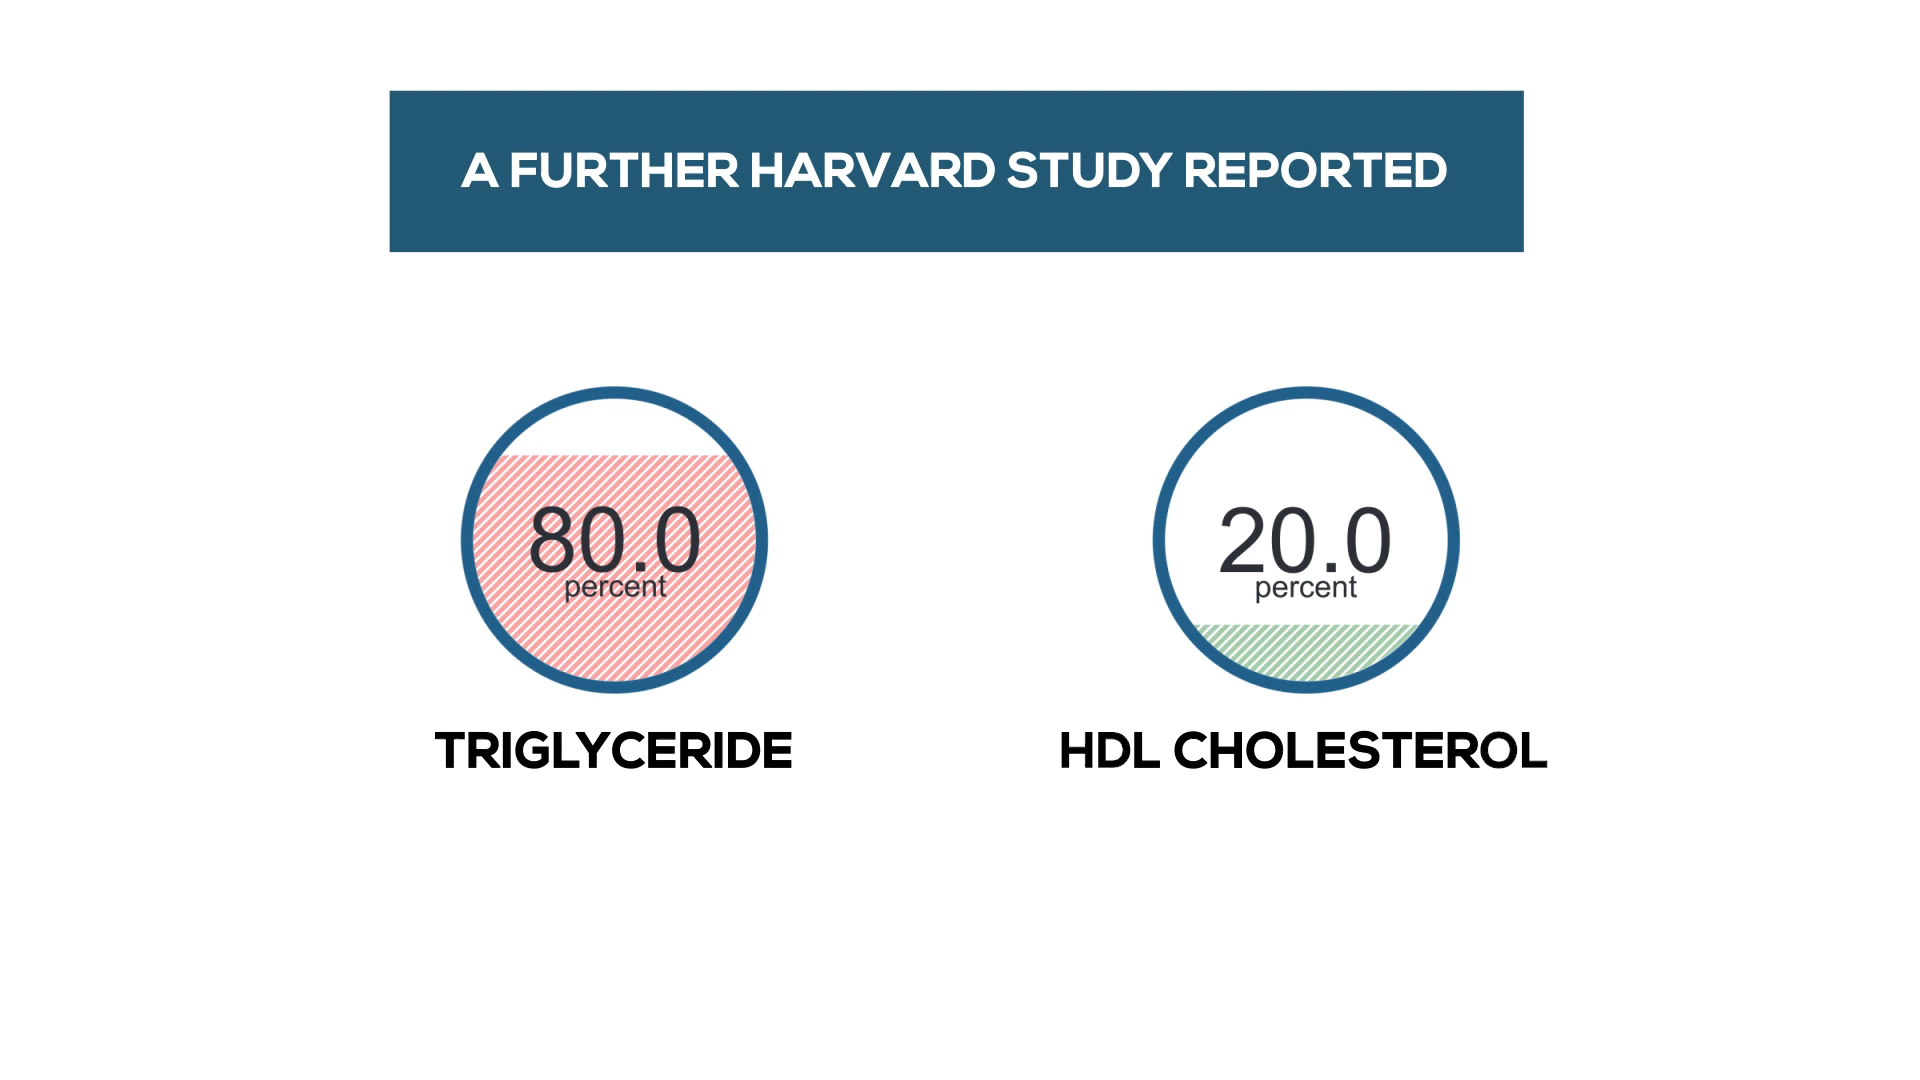 A FURTHER HARVARD STUDY REPORTED
80.0
percent
TRIGLYCERIDE
20.0
percent
HDL CHOLESTEROL